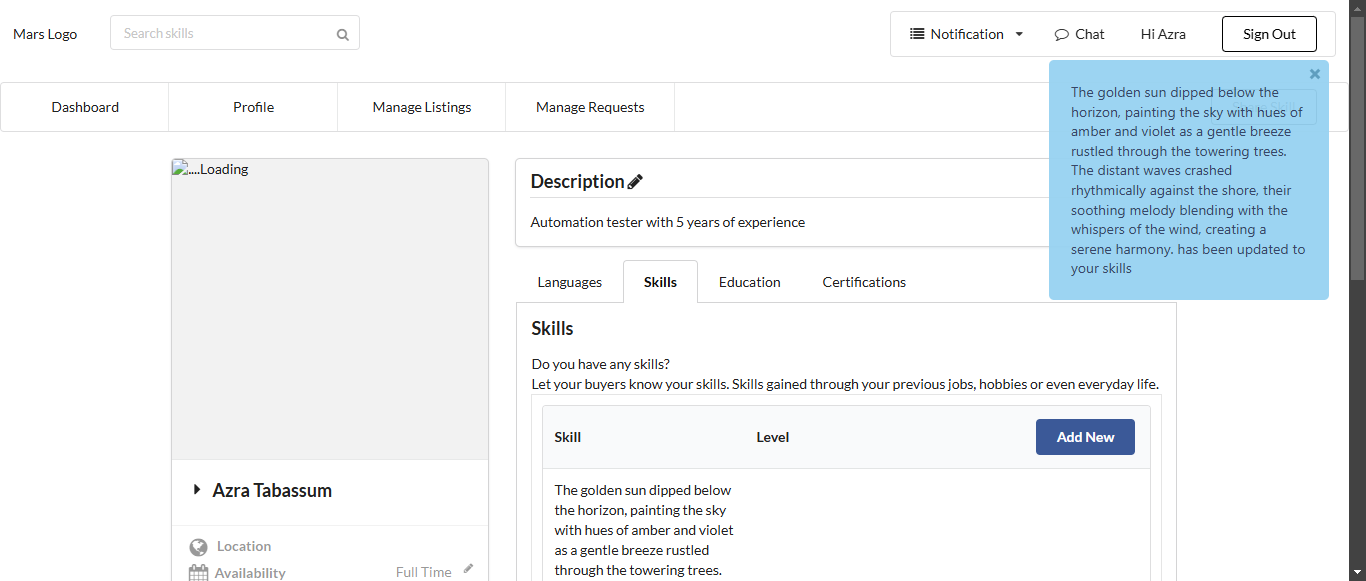 Mars Logo
Search skills
Notification
Chat
Hi Azra
Sign Out
Dashboard
Profile
Manage Listings
Manage Requests
The golden sun dipped below the
horizon, painting the sky with hues of
amber and violet as a gentle breeze
rustled through the towering trees.
The distant waves crashed
rhythmically against the shore, their
soothing melody blending with the
whispers of the wind, creating a
serene harmony. has been updated to
your skills
....Loading
Azra Tabassum
Location
Availability
Full Time
Description
Automation tester with 5 years of experience
Languages
Skills
Education
Certifications
Skills
Do you have any skills?
Let your buyers know your skills. Skills gained through your previous jobs, hobbies or even everyday life.
Skill
Level
Add New
The golden sun dipped below
the horizon, painting the sky
with hues of amber and violet
as a gentle breeze rustled
through the towering trees.